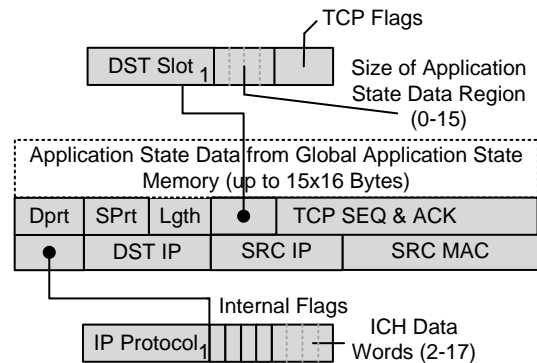 TCP Flags
DST Slot 1
Size of Application
State Data Region
(0-15)
Application State Data from Global Application State
Memory (up to 15x16 Bytes)
Dprt SPrt Lgth TCP SEQ & ACK
DST IP SRC IP SRC MAC
Internal Flags
IP Protocol 1
ICH Data
Words (2-17)